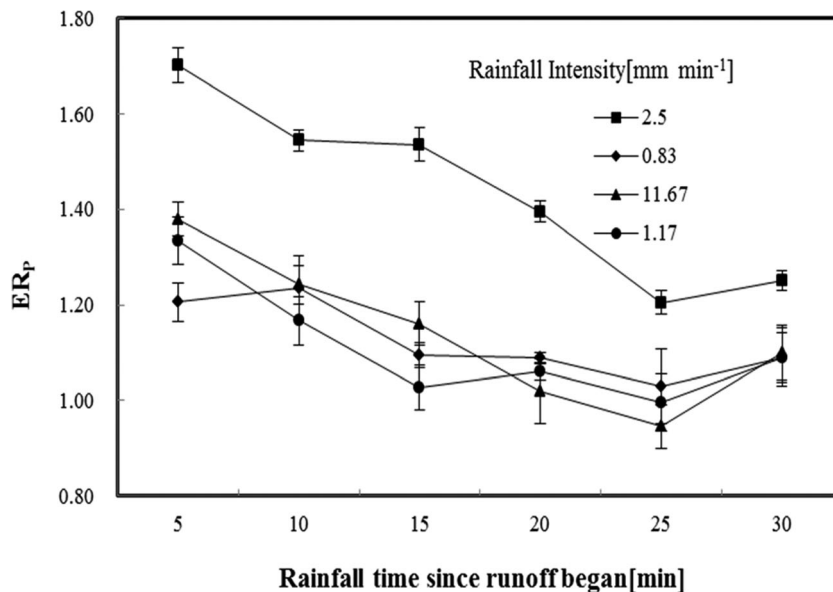 1.80
1.60
1.40
1.20
1.00
0.80
ERP
Rainfall Intensity[mm min-1]
2.5
0.83
11.67
1.17
5 10 15 20 25 30
Rainfall time since runoff began[min]